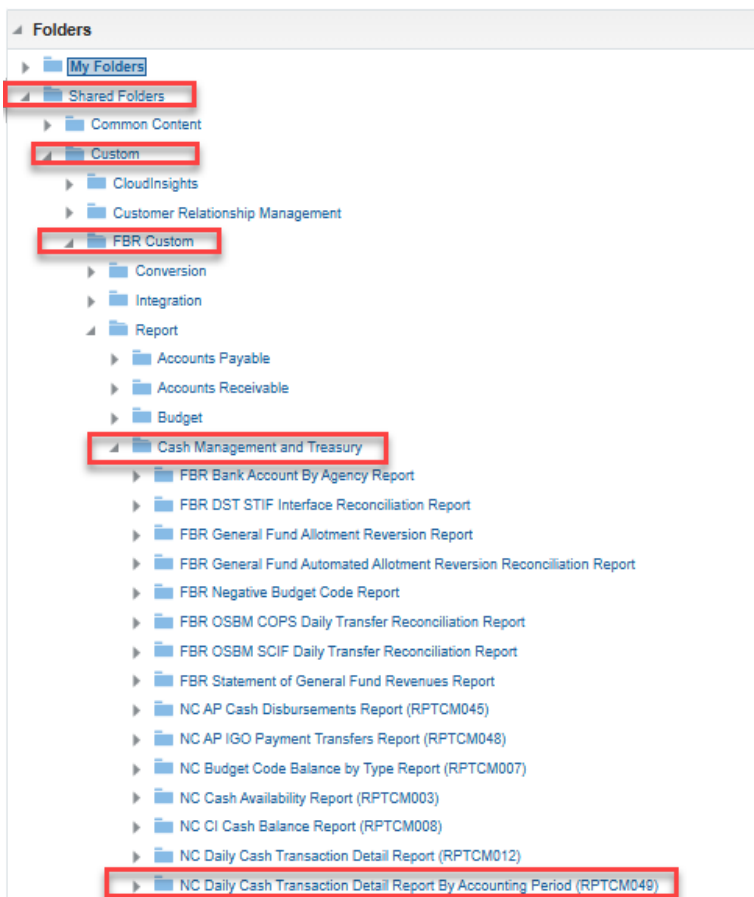 Folders
My Folders
Shared Folders
Common Content
Custom
CloudInsights
Customer Relationship Management
FBR Custom
Conversion
Integration
Report
Accounts Payable
Accounts Receivable
Budget
Cash Management and Treasury
FBR Bank Account By Agency Report
FBR DST STIF Interface Reconciliation Report
FBR General Fund Allotment Reversion Report
FBR General Fund Automated Allotment Reversion Reconciliation Report
FBR Negative Budget Code Report
FBR OSBM COPS Daily Transfer Reconciliation Report
FBR OSBM SCIF Daily Transfer Reconciliation Report
FBR Statement of General Fund Revenues Report
NC AP Cash Disbursements Report (RPTCM045)
NC AP IGO Payment Transfers Report (RPTCM048)
NC Budget Code Balance by Type Report (RPTCM007)
NC Cash Availability Report (RPTCM003)
NC CI Cash Balance Report (RPTCM008)
NC Daily Cash Transaction Detail Report (RPTCM012)
NC Daily Cash Transaction Detail Report By Accounting Period (RPTCM049)